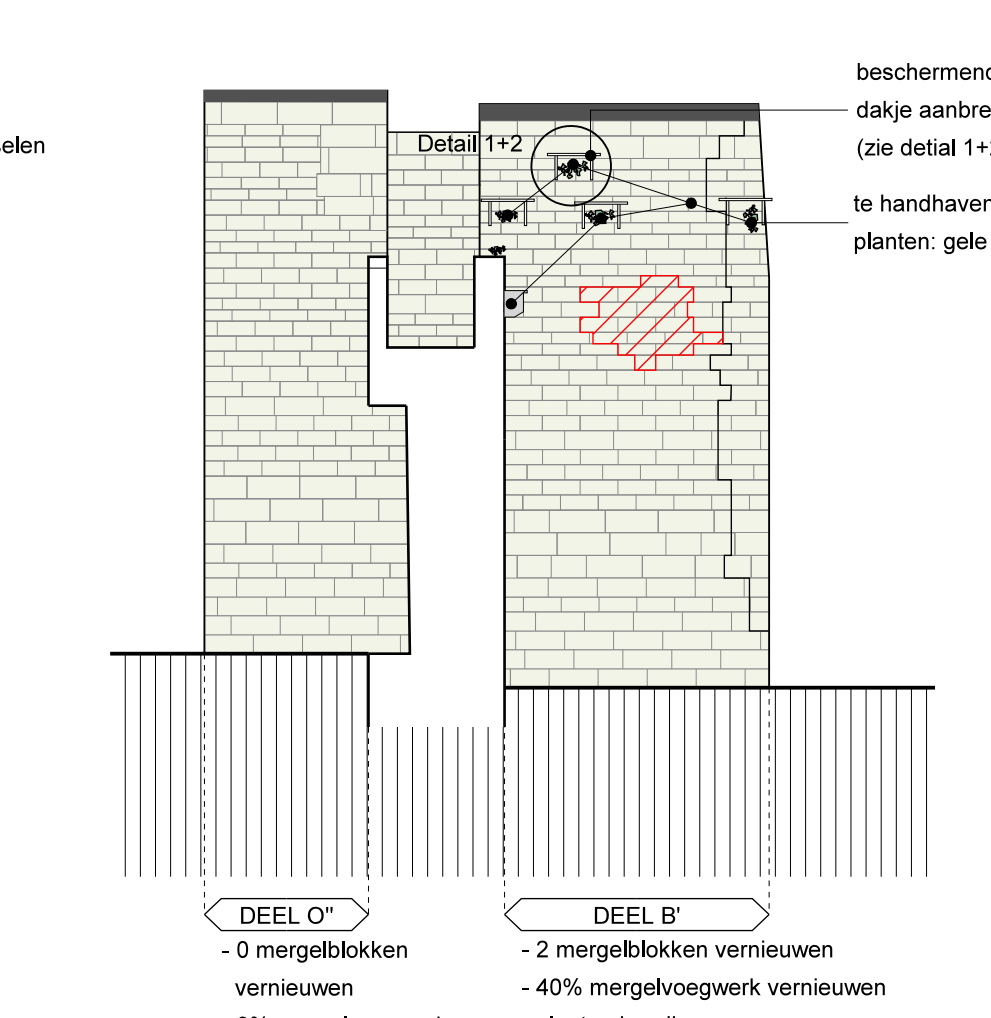 beschermend
dakje aanbre
(zie detial 1+
selen
Detail 1+2
te handhaven
planten: gele
DEEL O"
- 0 mergelblokken
vernieuwen
DEEL B'
- 2 mergelblokken vernieuwen
- 40% mergelvoegwerk vernieuwen